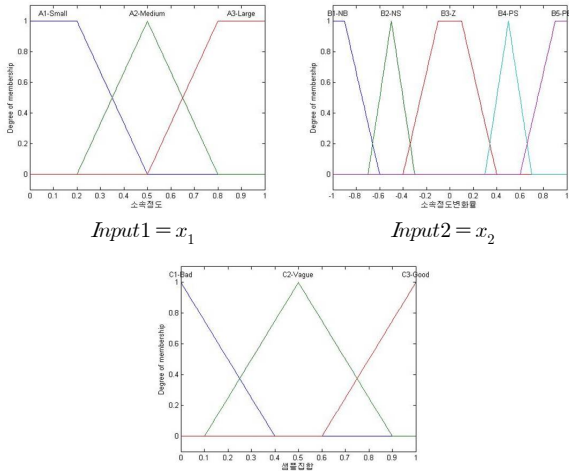 A1-Small A2-Medium A3-Large
Degree of membership
1
0.8
0.6
0.4
0.2
0
0 0.1 0.2 0.3 0.4 0.5 0.6 0.7 0.8 0.9 1
소속정도
Input1 = x₁
B1-NB B2-NS B3-Z B4-PS B5-PB
Degree of membership
1
0.8
0.6
0.4
0.2
0
-1 -0.8 -0.6 -0.4 -0.2 0 0.2 0.4 0.6 0.8 1
소속정도변화율
Input2 = x₂
C1-Bad C2-Vague C3-Good
Degree of membership
1
0.8
0.6
0.4
0.2
0
0 0.1 0.2 0.3 0.4 0.5 0.6 0.7 0.8 0.9 1
샘플집합